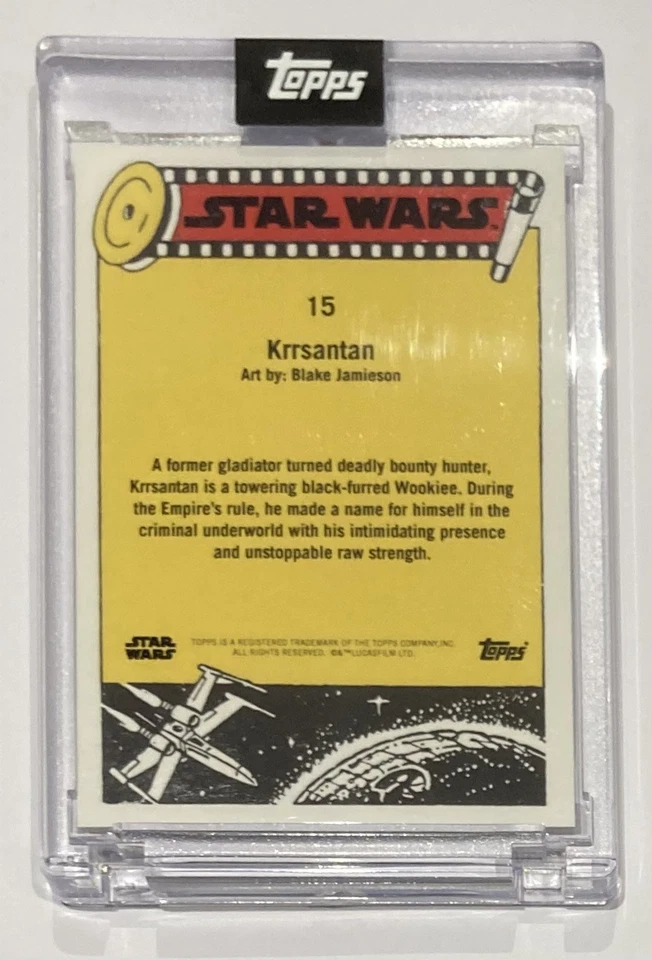 Topps
STAR WARS
15
Krrsantan
Art by: Blake Jamieson
A former gladiator turned deadly bounty hunter,
Krrsantan is a towering black-furred Wookiee. During
the Empire's rule, he made a name for himself in the
criminal underworld with his intimidating presence
and unstoppable raw strength.
STAR
WARS
TOPPS IS A REGISTERED TRADEMARK OF THE TOPPS COMPANY, INC.
ALL RIGHTS RESERVED. ©&™LUCASFILM LTD.
Topps